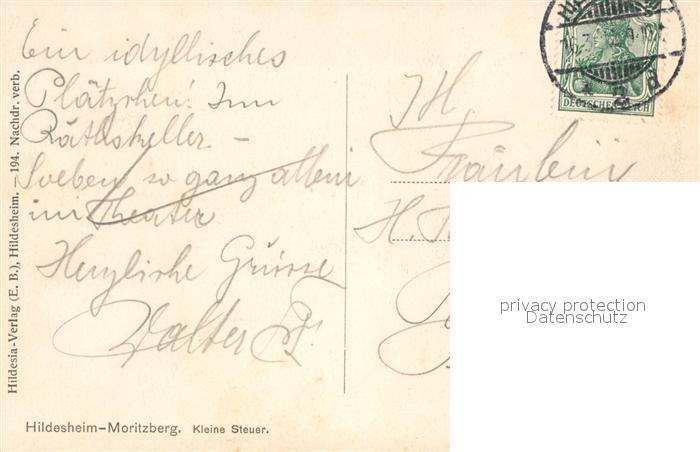 Ein idyllisches
Plätzchen! Im
Rathskeller. –
Soeben so ganz allein
im Theater
Herzliche Grüsse
Walter
Fräulein
H.
DEUTSCHES REICH
Hildesia-Verlag (E. B.), Hildesheim. — 194. Nachdr. verb.
Hildesheim-Moritzberg. Kleine Steuer.
privacy protection
Datenschutz